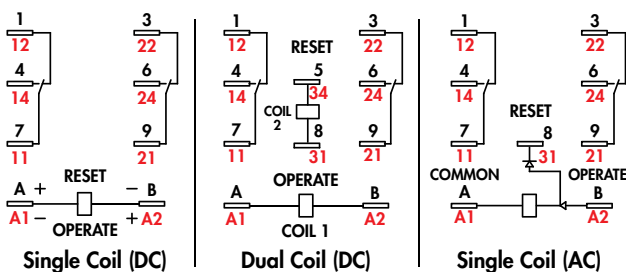 1 3
12 22
4 6
14 24
7 9
11 21
A + RESET − B
A1 − OPERATE + A2
Single Coil (DC)
1 3
12 22
RESET
4 5 6
14 34 24
COIL 2
7 8 9
11 31 21
OPERATE
A B
A1 COIL 1 A2
Dual Coil (DC)
1 3
12 22
4 6
14 24
RESET
7 8 9
11 31 21
COMMON OPERATE
A B
A1 A2
Single Coil (AC)